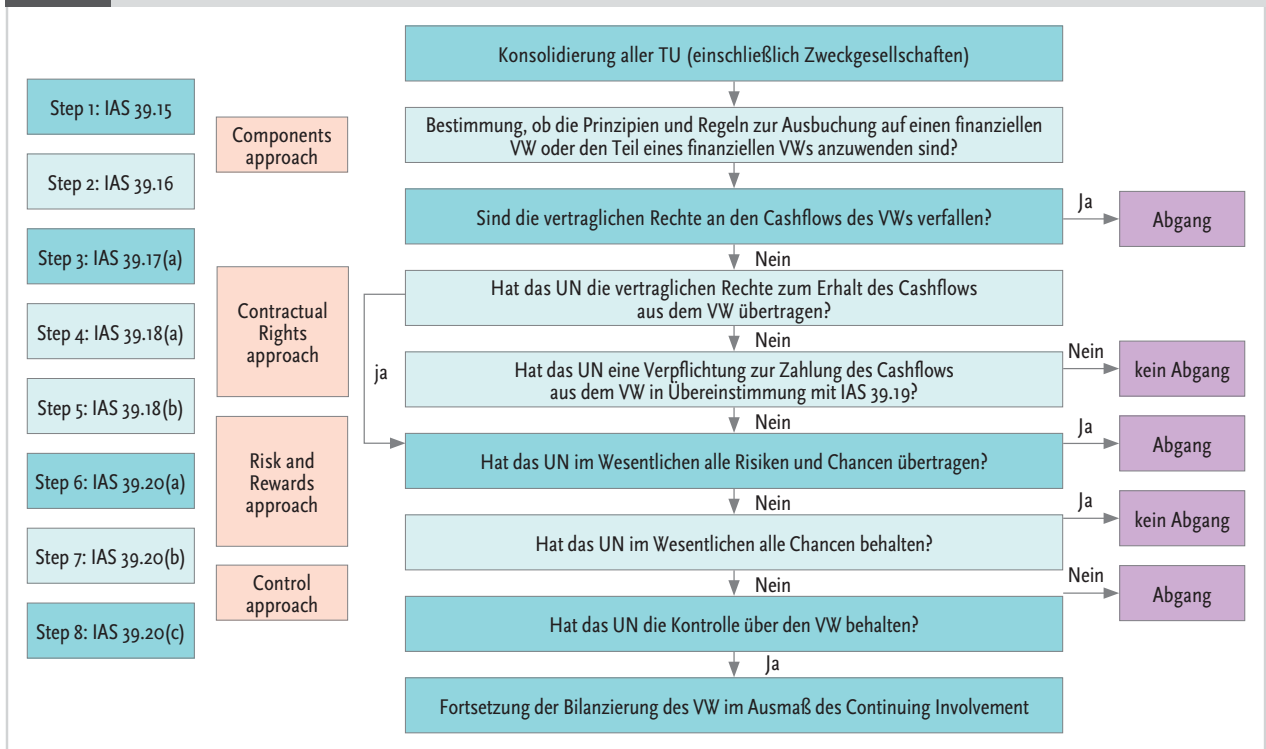 Konsolidierung aller TU (einschließlich Zweckgesellschaften)
Step 1: IAS 39.15
Components
approach
Bestimmung, ob die Prinzipien und Regeln zur Ausbuchung auf einen finanziellen
VW oder den Teil eines finanziellen VWs anzuwenden sind?
Step 2: IAS 39.16
Sind die vertraglichen Rechte an den Cashflows des VWs verfallen?
Ja
Abgang
Nein
Step 3: IAS 39.17(a)
Contractual
Rights
approach
Hat das UN die vertraglichen Rechte zum Erhalt des Cashflows
aus dem VW übertragen?
ja
Nein
Step 4: IAS 39.18(a)
Hat das UN eine Verpflichtung zur Zahlung des Cashflows
aus dem VW in Übereinstimmung mit IAS 39.19?
Nein
kein Abgang
Nein
Step 5: IAS 39.18(b)
Risk and
Rewards
approach
Hat das UN im Wesentlichen alle Risiken und Chancen übertragen?
Ja
Abgang
Nein
Step 6: IAS 39.20(a)
Hat das UN im Wesentlichen alle Chancen behalten?
Ja
kein Abgang
Nein
Step 7: IAS 39.20(b)
Control
approach
Hat das UN die Kontrolle über den VW behalten?
Nein
Abgang
Ja
Step 8: IAS 39.20(c)
Fortsetzung der Bilanzierung des VW im Ausmaß des Continuing Involvement